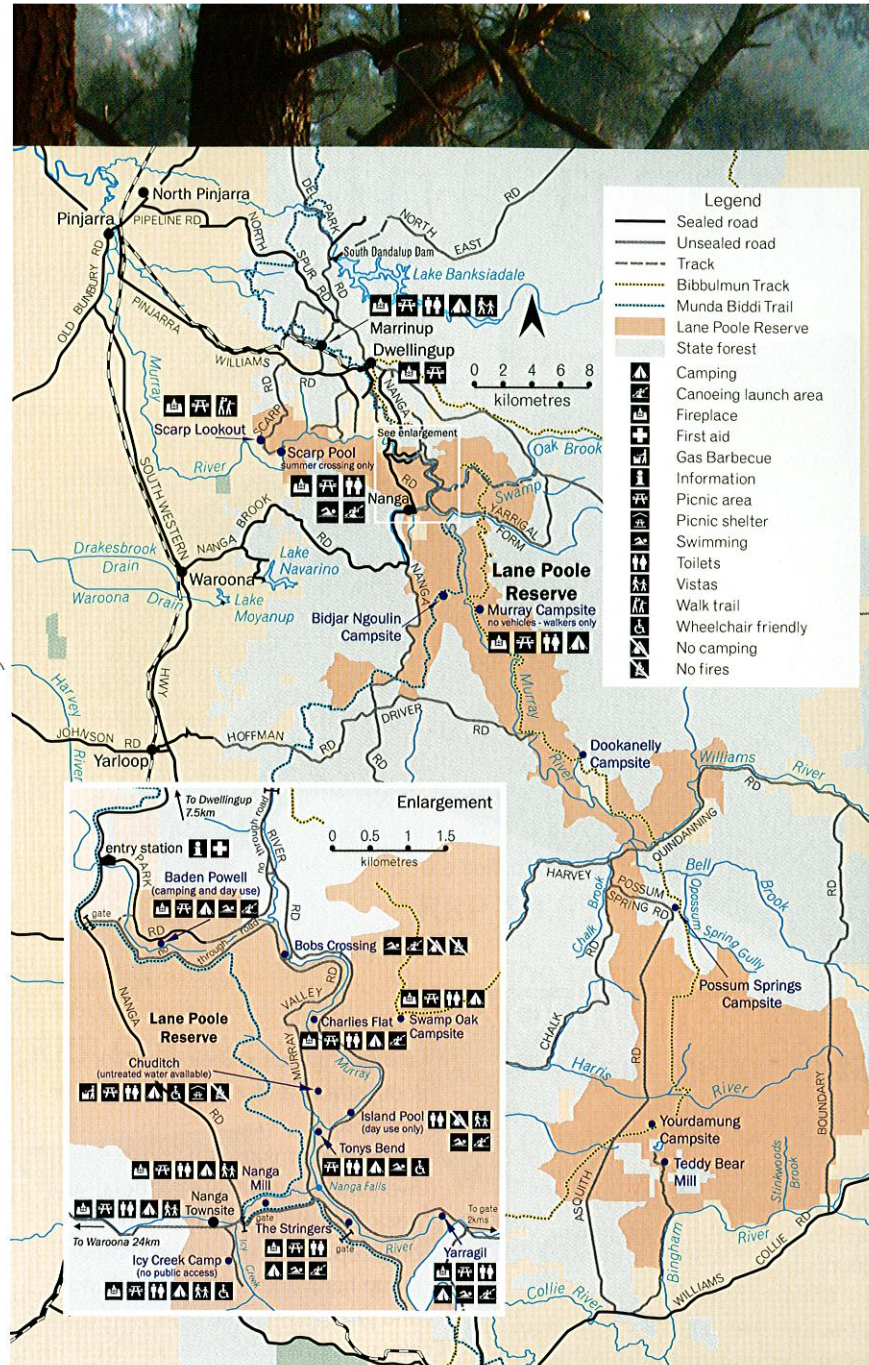 North Pinjarra
Pinjarra
PIPELINE RD
NORTH
SPUR RD
DEL PARK RD
NORTH EAST RD
South Dandalup Dam
Lake Banksiadale
OLD BUNBURY RD
PINJARRA
WILLIAMS
RD
Marrinup
Dwellingup
0 4 8
kilometres
Murray
River
SCARP
RD
Scarp Lookout
Scarp Pool
summer crossing only
NANGA
See enlargement
RD
Nanga
Oak Brook
Swamp
YARRIGAL
FORM
SOUTH WESTERN
HWY
NANGA BROOK
RD
Lake
Navarino
Drakesbrook
Drain
Waroona
Waroona Drain
Lake
Moyanup
NANGA
RD
Lane Poole
Reserve
Bidjar Ngoulin
Campsite
Murray Campsite
no vehicles - walkers only
Murray
River
Harvey
River
JOHNSON RD
Yarloop
HOFFMAN
RD
DRIVER
RD
RD
Dookanelly
Campsite
Williams River
RD
QUINDANNING
HARVEY
Bell
Brook
POSSUM
SPRING RD
Opossum
Spring Gully
Chalk Brook
RD
CHALK
Possum Springs
Campsite
RD
BOUNDARY
Harris
River
RD
ASQUITH
Yourdamung
Campsite
Teddy Bear
Mill
Stinkwoods
Brook
Bingham
River
WILLIAMS
COLLIE RD
Collie River
Legend
Sealed road
Unsealed road
Track
Bibbulmun Track
Munda Biddi Trail
Lane Poole Reserve
State forest
Camping
Canoeing launch area
Fireplace
First aid
Gas Barbecue
Information
Picnic area
Picnic shelter
Swimming
Toilets
Vistas
Walk trail
Wheelchair friendly
No camping
No fires
Enlargement
To Dwellingup
7.5km
0 0.5 1.5
kilometres
entry station
PARK
RD
Baden Powell
(camping and day use)
gate
no through road
RIVER
RD
no through road
Bobs Crossing
VALLEY RD
NANGA
RD
Lane Poole
Reserve
MURRAY
Charlies Flat
Swamp Oak
Campsite
Chuditch
(untreated water available)
Murray
Island Pool
(day use only)
Tonys Bend
Nanga
Mill
Nanga Falls
Nanga
Townsite
gate
The Stringers
gate
River
To gate
2kms
Yarragil
To Waroona 24km
Icy Creek Camp
(no public access)
Icy
Creek